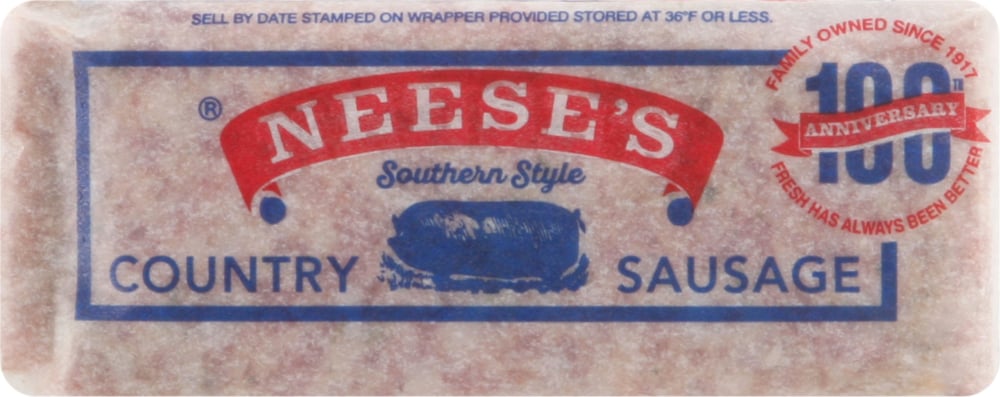 SELL BY DATE STAMPED ON WRAPPER PROVIDED STORED AT 36°F OR LESS.
FAMILY OWNED SINCE 1917
100TH
ANNIVERSARY
FRESH HAS ALWAYS BEEN BETTER
® NEESE'S
Southern Style
COUNTRY SAUSAGE